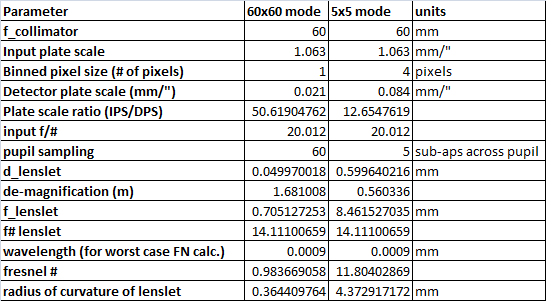 Parameter 60x60 mode 5x5 mode units
f_collimator 60 60 mm
Input plate scale 1.063 1.063 mm/"
Binned pixel size (# of pixels) 1 4 pixels
Detector plate scale (mm/") 0.021 0.084 mm/"
Plate scale ratio (IPS/DPS) 50.61904762 12.6547619
input f/# 20.012 20.012
pupil sampling 60 5 sub-aps across pupil
d_lenslet 0.049970018 0.599640216 mm
de-magnification (m) 1.681008 0.560336
f_lenslet 0.705127253 8.461527035 mm
f# lenslet 14.11100659 14.11100659
wavelength (for worst case FN calc.) 0.0009 0.0009 mm
fresnel # 0.983669058 11.80402869
radius of curvature of lenslet 0.364409764 4.372917172 mm